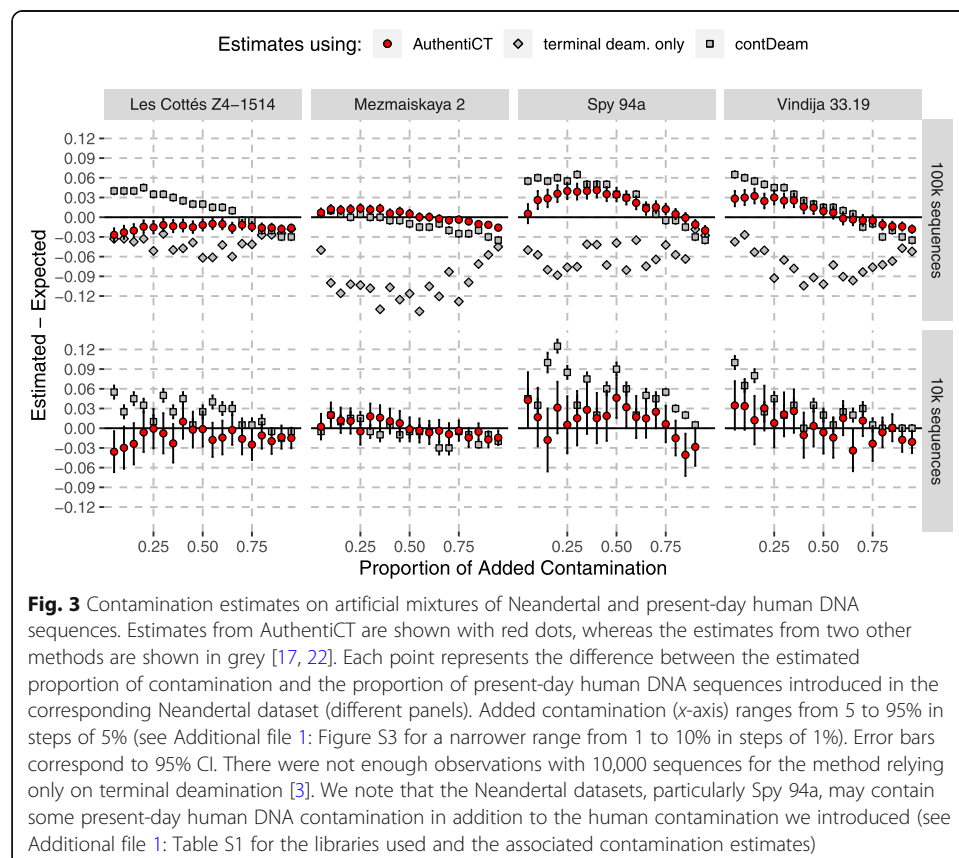 Estimates using: AuthentiCT terminal deam. only contDeam
Les Cottés Z4−1514 Mezmaiskaya 2 Spy 94a Vindija 33.19
Estimated − Expected
0.12
0.09
0.06
0.03
0.00
−0.03
−0.06
−0.09
−0.12
100k sequences
0.12
0.09
0.06
0.03
0.00
−0.03
−0.06
−0.09
−0.12
10k sequences
0.25 0.50 0.75 0.25 0.50 0.75 0.25 0.50 0.75 0.25 0.50 0.75
Proportion of Added Contamination
Fig. 3 Contamination estimates on artificial mixtures of Neandertal and present-day human DNA
sequences. Estimates from AuthentiCT are shown with red dots, whereas the estimates from two other
methods are shown in grey [17, 22]. Each point represents the difference between the estimated
proportion of contamination and the proportion of present-day human DNA sequences introduced in the
corresponding Neandertal dataset (different panels). Added contamination (x-axis) ranges from 5 to 95% in
steps of 5% (see Additional file 1: Figure S3 for a narrower range from 1 to 10% in steps of 1%). Error bars
correspond to 95% CI. There were not enough observations with 10,000 sequences for the method relying
only on terminal deamination [3]. We note that the Neandertal datasets, particularly Spy 94a, may contain
some present-day human DNA contamination in addition to the human contamination we introduced (see
Additional file 1: Table S1 for the libraries used and the associated contamination estimates)